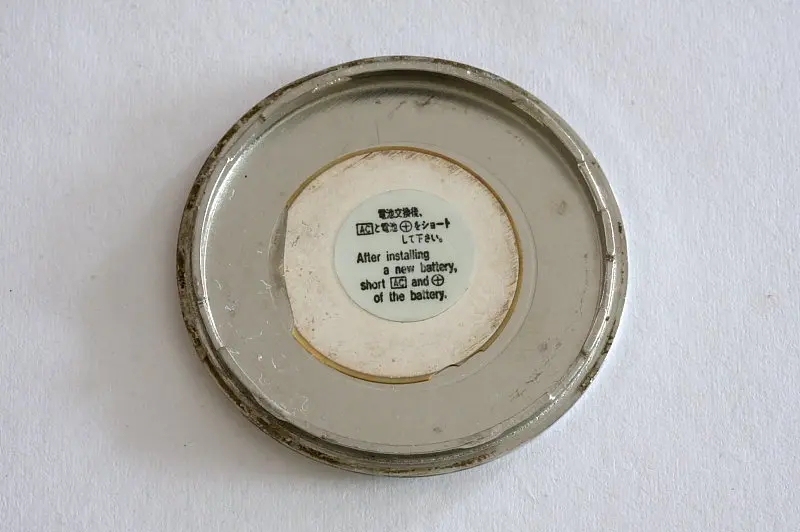 電池交換後、
ACと電池⊕をショート
して下さい。
After installing
a new battery,
short AC and ⊕
of the battery.